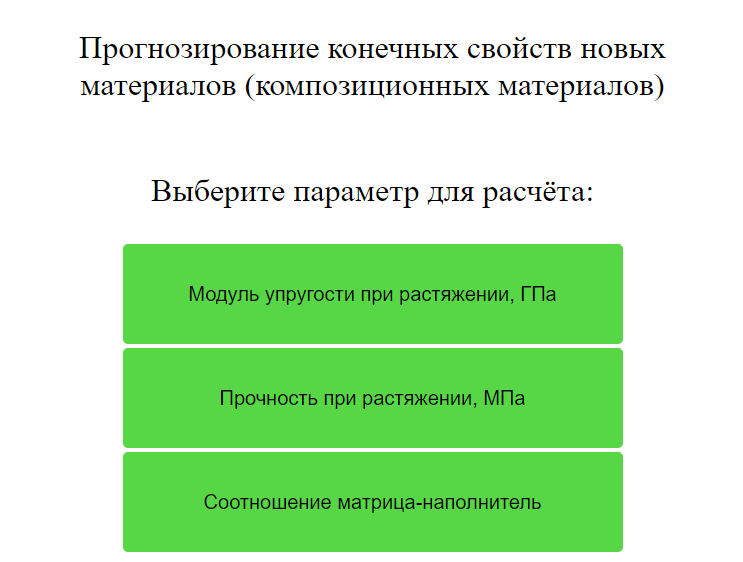 Прогнозирование конечных свойств новых
материалов (композиционных материалов)
Выберите параметр для расчёта:
Модуль упругости при растяжении, ГПа
Прочность при растяжении, МПа
Соотношение матрица-наполнитель